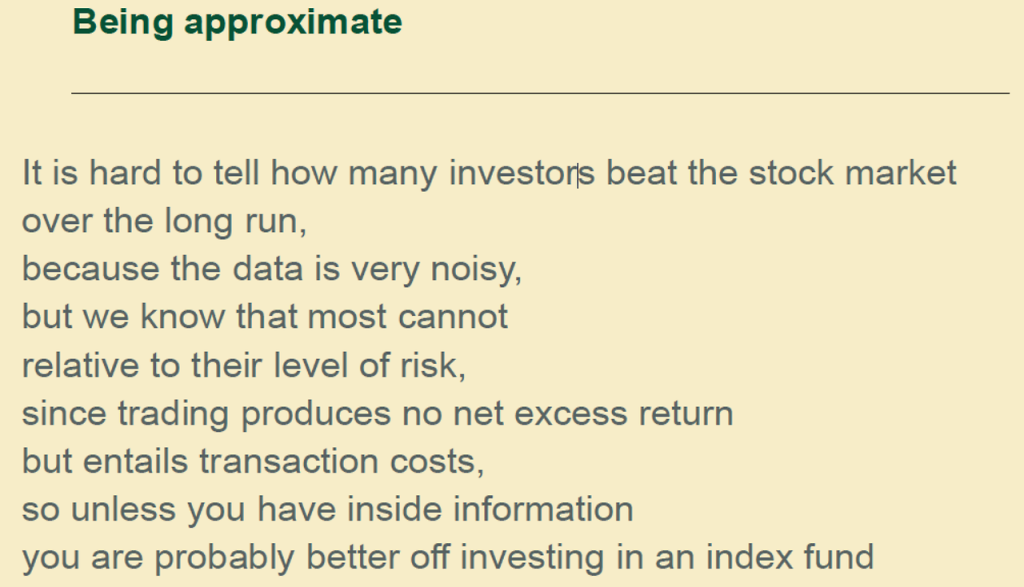 Being approximate
It is hard to tell how many investors beat the stock market
over the long run,
because the data is very noisy,
but we know that most cannot
relative to their level of risk,
since trading produces no net excess return
but entails transaction costs,
so unless you have inside information
you are probably better off investing in an index fund